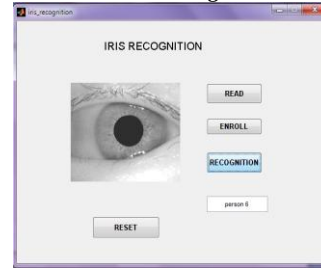 iris_recognition
IRIS RECOGNITION
READ
ENROLL
RECOGNITION
person 6
RESET